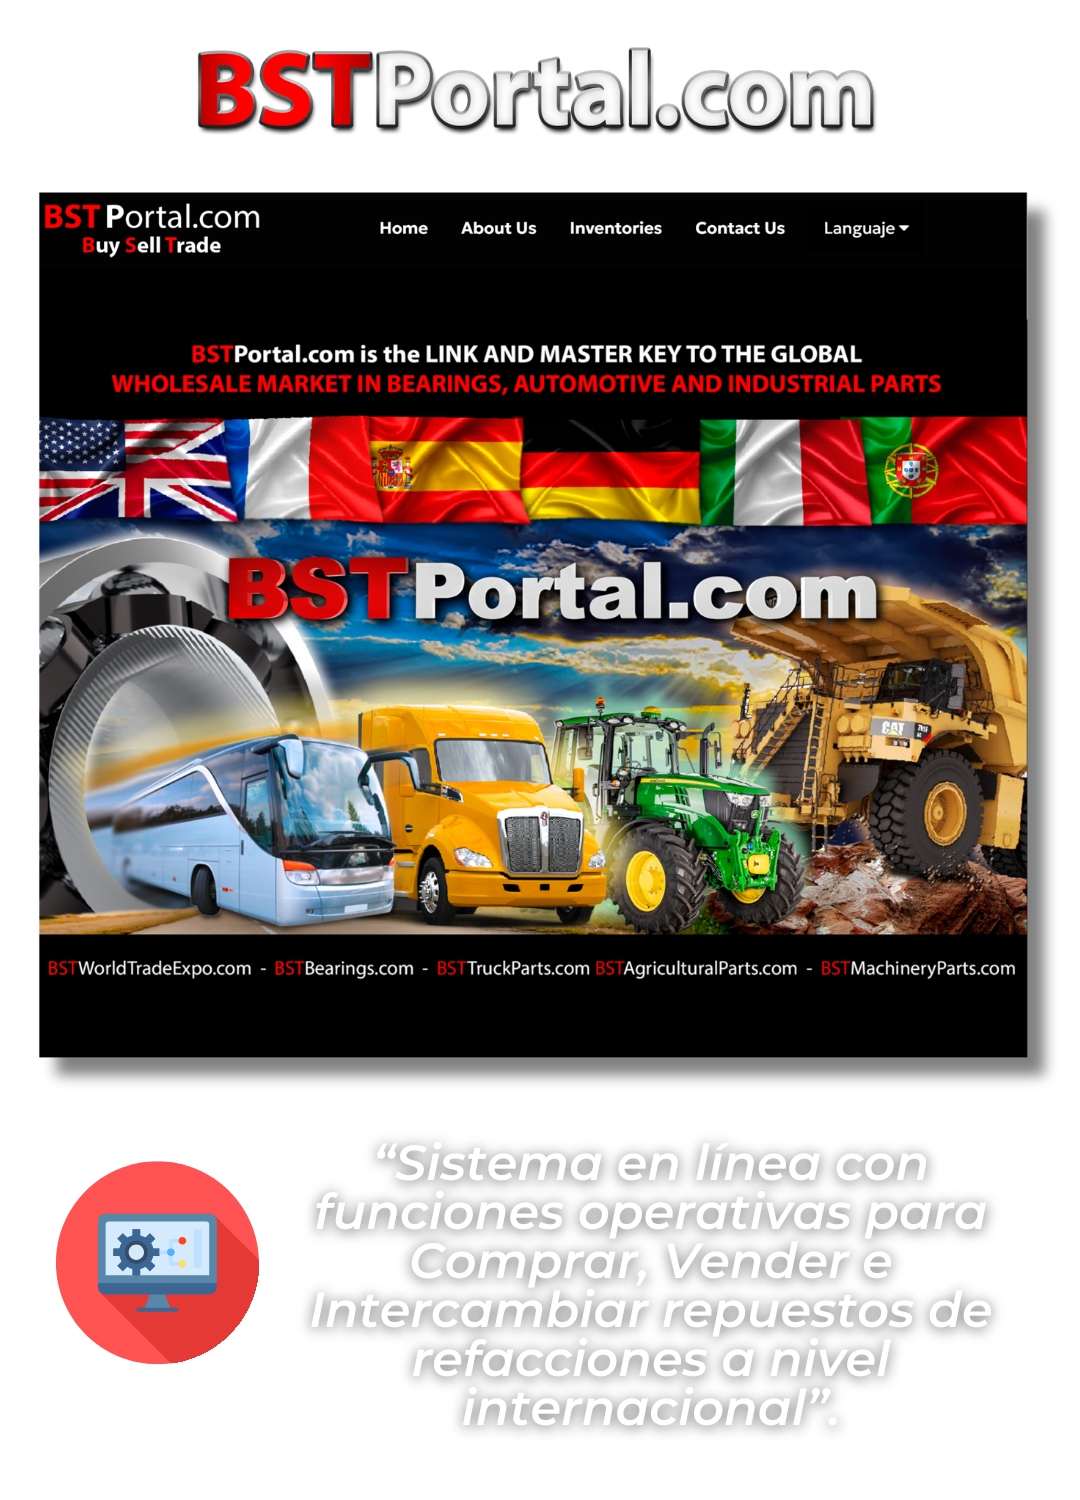 BSTPortal.com
BST Portal.com
Buy Sell Trade
Home About Us Inventories Contact Us Languaje
BSTPortal.com is the LINK AND MASTER KEY TO THE GLOBAL
WHOLESALE MARKET IN BEARINGS, AUTOMOTIVE AND INDUSTRIAL PARTS
BSTPortal.com
CAT
BSTWorldTradeExpo.com - BSTBearings.com - BSTTruckParts.com BSTAgriculturalParts.com - BSTMachineryParts.com
“Sistema en línea con
funciones operativas para
Comprar, Vender e
Intercambiar repuestos de
refacciones a nivel
internacional”.